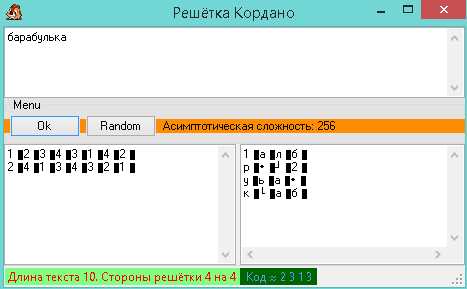 Решётка Кордано
барабулька
Menu
Ok Random Асимптотическая сложность: 256
1 █2 █3 █4 █3 █1 █4 █2 █
2 █4 █1 █3 █4 █3 █2 █1 █
1 █а █л █б █
р █• █┘ █2 █
у █ь █а █• █
к █└ █а █б █
Длина текста 10. Стороны решётки 4 на 4 Код ≈ 2 3 1 3